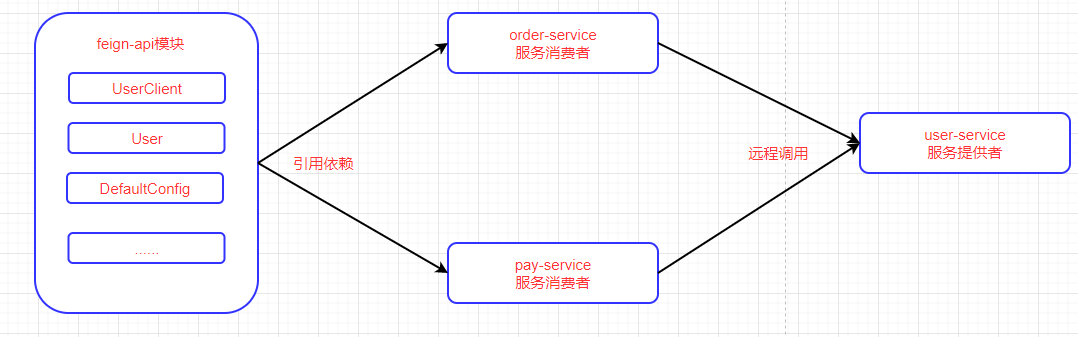 feign-api模块
UserClient
User
DefaultConfig
......
引用依赖
order-service
服务消费者
pay-service
服务消费者
远程调用
user-service
服务提供者